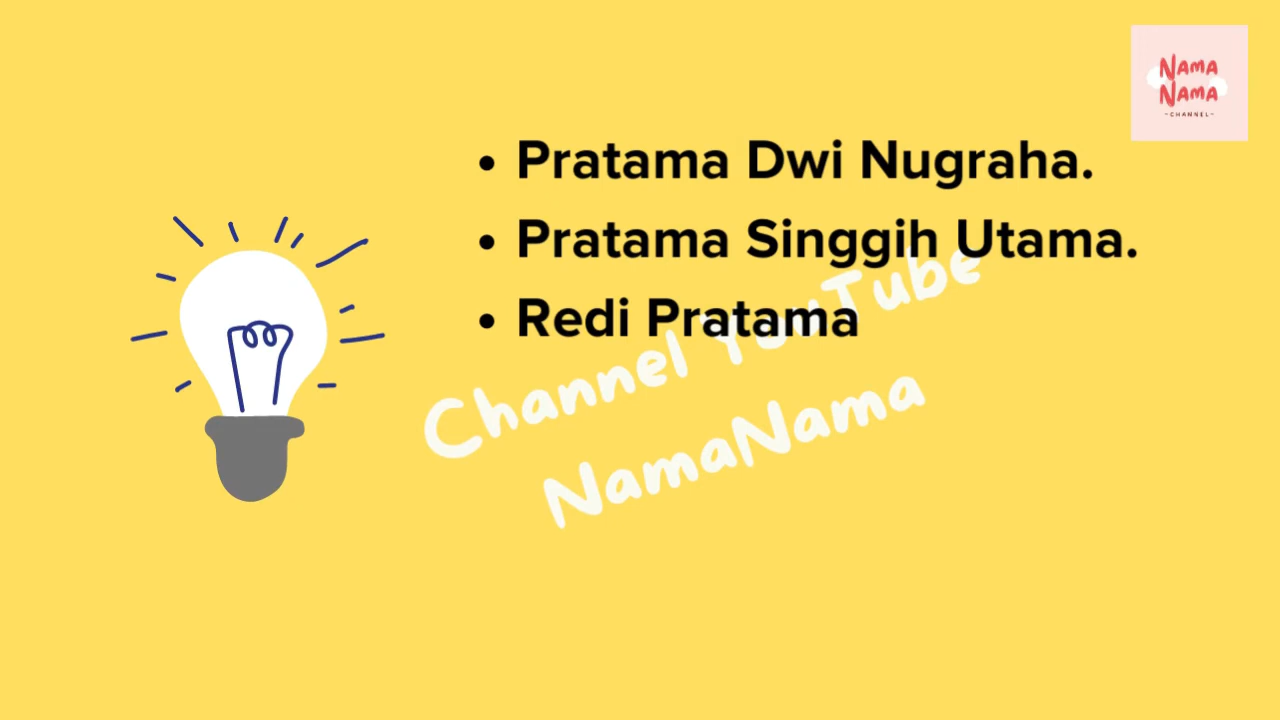 NAMA
NAMA
~CHANNEL~
• Pratama Dwi Nugraha.
• Pratama Singgih Utama.
• Redi Pratama
Channel YouTube
NamaNama